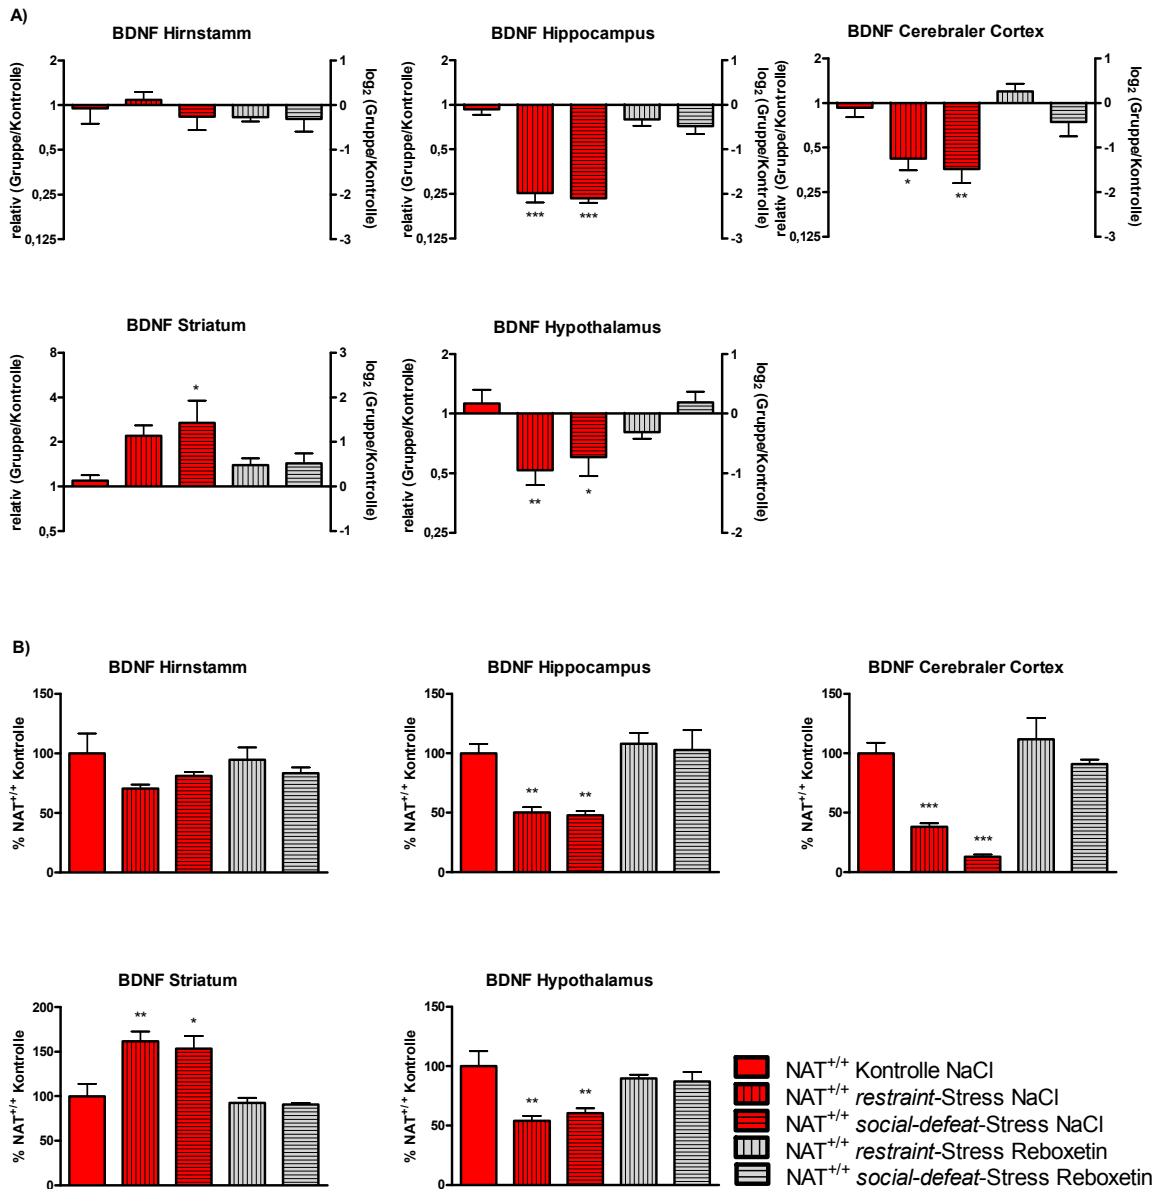 A)
BDNF Hirnstamm
2
1
0,5
0,25
0,125
relativ (Gruppe/Kontrolle)
1
0
-1
-2
-3
log2 (Gruppe/Kontrolle)
BDNF Hippocampus
2
1
0,5
0,25
0,125
relativ (Gruppe/Kontrolle)
*** ***
1
0
-1
-2
-3
log2 (Gruppe/Kontrolle)
BDNF Cerebraler Cortex
2
1
0,5
0,25
0,125
relativ (Gruppe/Kontrolle)
*
**
1
0
-1
-2
-3
log2 (Gruppe/Kontrolle)
BDNF Striatum
8
4
2
1
0,5
relativ (Gruppe/Kontrolle)
*
3
2
1
0
-1
log2 (Gruppe/Kontrolle)
BDNF Hypothalamus
2
1
0,5
0,25
relativ (Gruppe/Kontrolle)
**
*
1
0
-1
-2
log2 (Gruppe/Kontrolle)
B)
BDNF Hirnstamm
150
100
50
0
% NAT+/+ Kontrolle
BDNF Hippocampus
150
100
50
0
% NAT+/+ Kontrolle
** **
BDNF Cerebraler Cortex
150
100
50
0
% NAT+/+ Kontrolle
***
***
BDNF Striatum
200
150
100
50
0
% NAT+/+ Kontrolle
**
*
BDNF Hypothalamus
150
100
50
0
% NAT+/+ Kontrolle
**
**
NAT+/+ Kontrolle NaCl
NAT+/+ restraint-Stress NaCl
NAT+/+ social-defeat-Stress NaCl
NAT+/+ restraint-Stress Reboxetin
NAT+/+ social-defeat-Stress Reboxetin